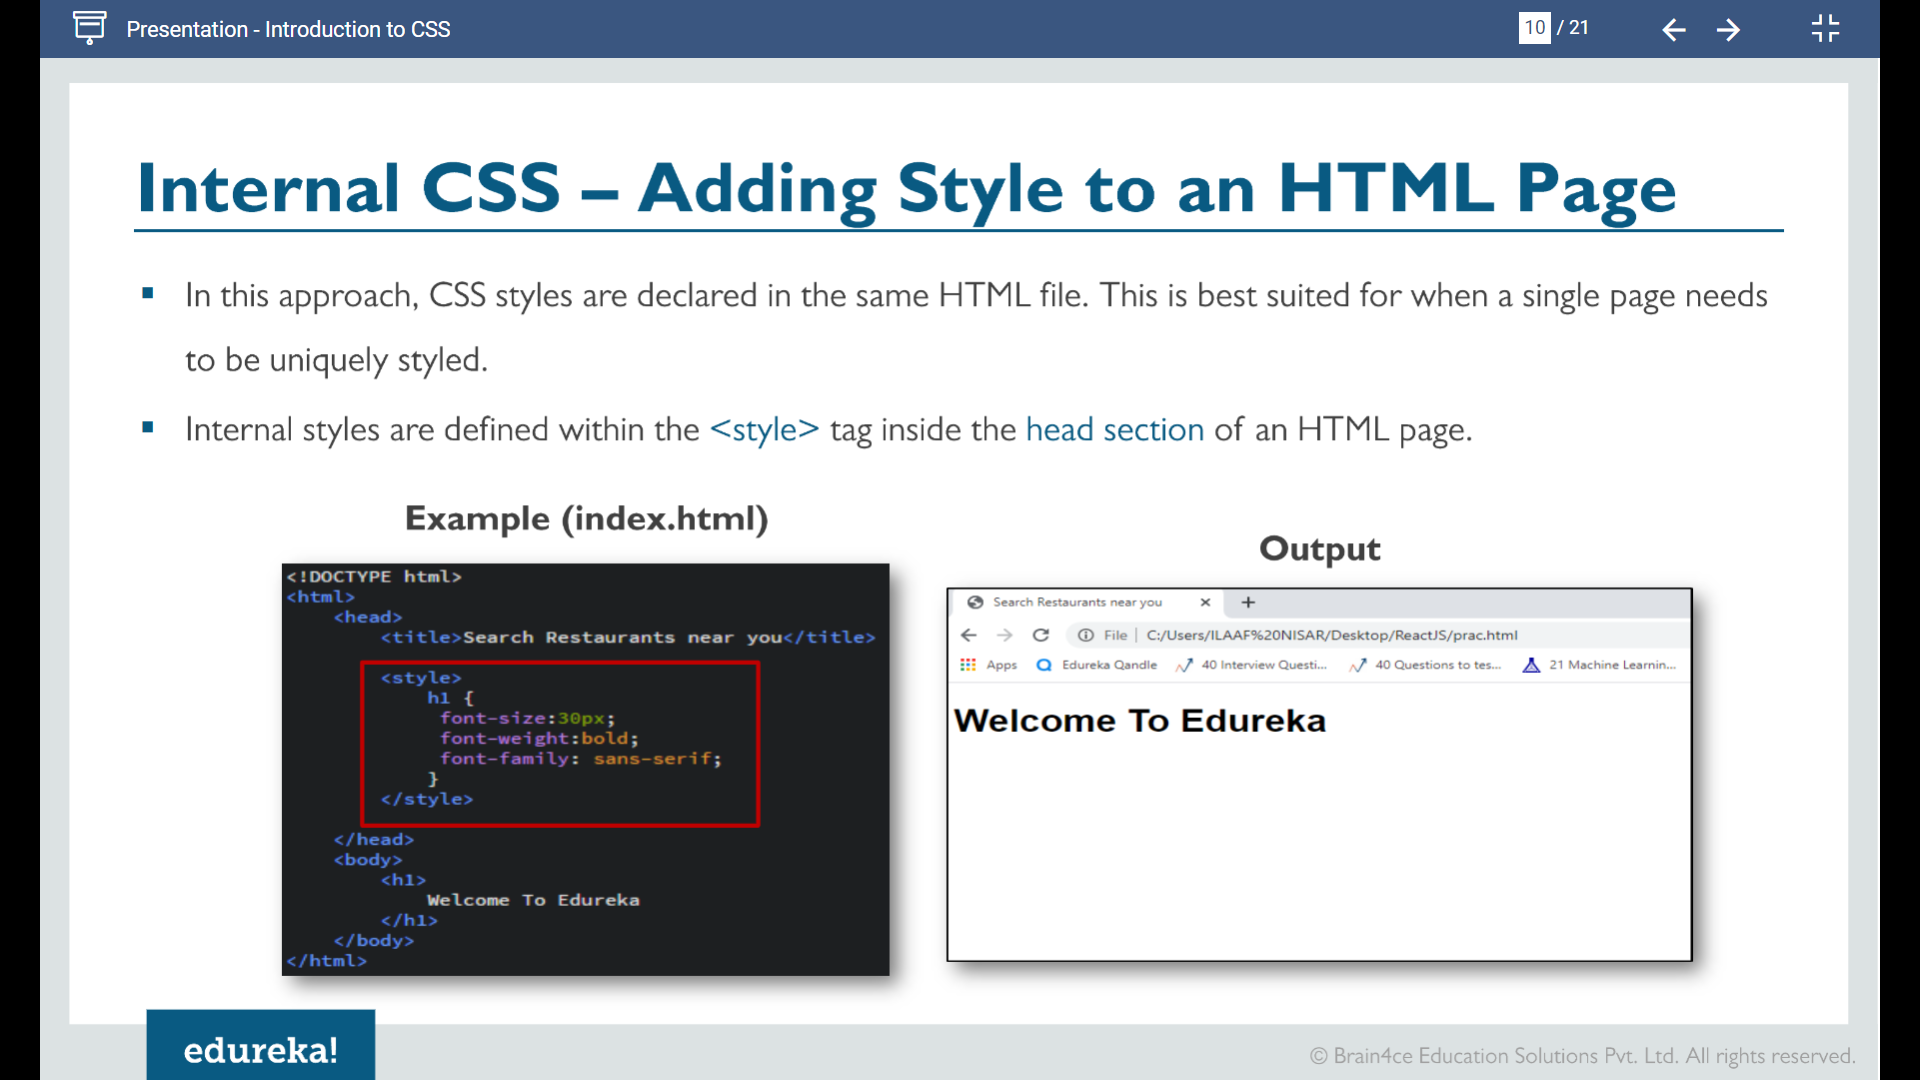 Presentation - Introduction to CSS
10 / 21
Internal CSS – Adding Style to an HTML Page
▪ In this approach, CSS styles are declared in the same HTML file. This is best suited for when a single page needs
to be uniquely styled.
▪ Internal styles are defined within the <style> tag inside the head section of an HTML page.
Example (index.html)
<!DOCTYPE html>
<html>
<head>
<title>Search Restaurants near you</title>
<style>
h1 {
font-size:30px;
font-weight:bold;
font-family: sans-serif;
}
</style>
</head>
<body>
<h1>
Welcome To Edureka
</h1>
</body>
</html>
Output
Search Restaurants near you
File | C:/Users/ILAAF%20NISAR/Desktop/ReactJS/prac.html
Apps Edureka Qandle 40 Interview Questi... 40 Questions to tes... 21 Machine Learnin...
Welcome To Edureka
edureka!
© Brain4ce Education Solutions Pvt. Ltd. All rights reserved.